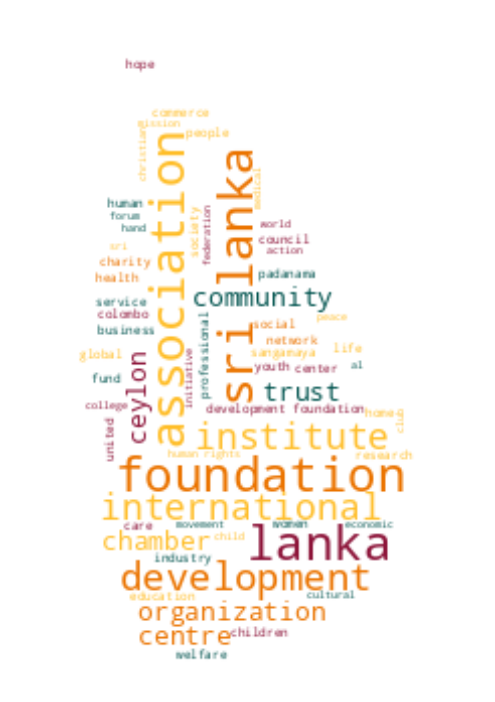 hope
commerce
mission
people
christian
association
sri lanka
medical
human
forum
hand
society
federation
world
council
action
sri
charity
health
padanama
service
community
colombo
business
professional
social
peace
network
global
sangamaya
life
ceylon
initiative
youth
center
al
fund
trust
college
development foundation
home
club
united
institute
human rights
research
foundation
international
care
movement
women
economic
chamber
child
lanka
industry
development
education
cultural
organization
centre
children
welfare